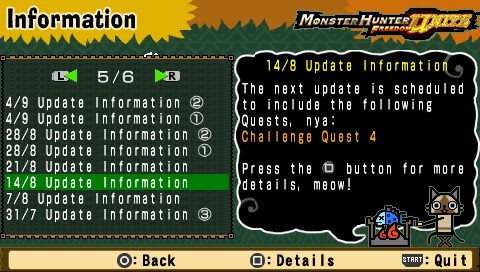 Information
MONSTER HUNTER
FREEDOM UNITE
L 5/6 R
4/9 Update Information ②
4/9 Update Information ①
28/8 Update Information ②
28/8 Update Information ①
21/8 Update Information
14/8 Update Information
7/8 Update Information
31/7 Update Information ③
14/8 Update Information
The next update is scheduled
to include the following
Quests, nya:
Challenge Quest 4
Press the □ button for more
details, meow!
○: Back
□: Details
START: Quit